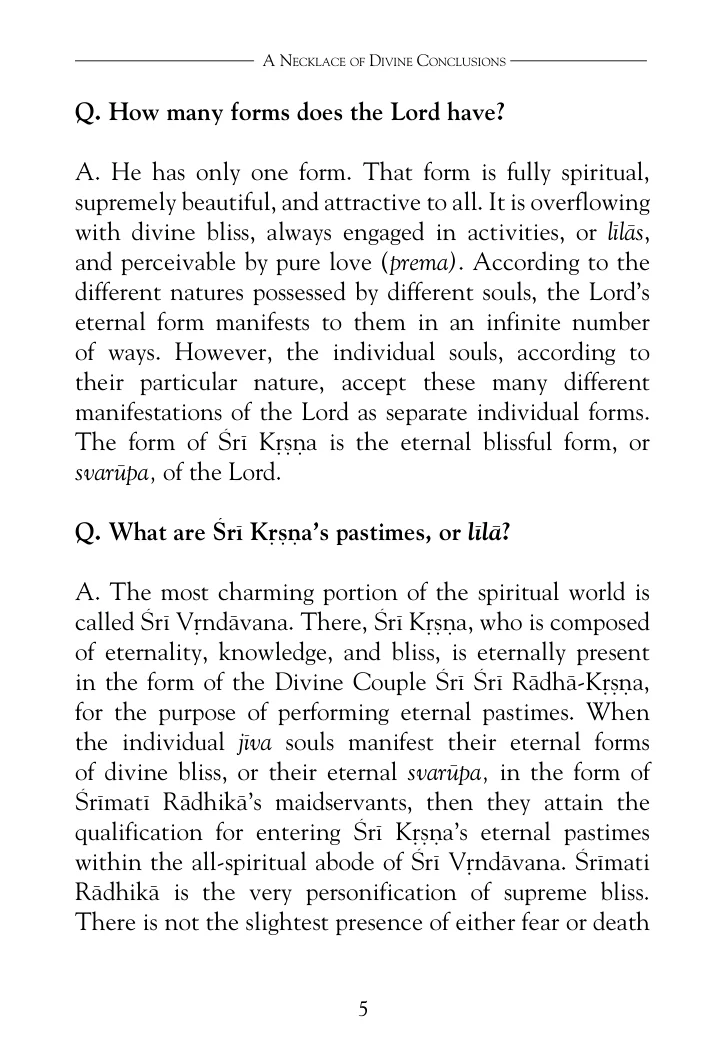 A Necklace of Divine Conclusions
Q. How many forms does the Lord have?
A. He has only one form. That form is fully spiritual,
supremely beautiful, and attractive to all. It is overflowing
with divine bliss, always engaged in activities, or līlās,
and perceivable by pure love (prema). According to the
different natures possessed by different souls, the Lord's
eternal form manifests to them in an infinite number
of ways. However, the individual souls, according to
their particular nature, accept these many different
manifestations of the Lord as separate individual forms.
The form of Śrī Kṛṣṇa is the eternal blissful form, or
svarūpa, of the Lord.
Q. What are Śrī Kṛṣṇa's pastimes, or līlā?
A. The most charming portion of the spiritual world is
called Śrī Vṛndāvana. There, Śrī Kṛṣṇa, who is composed
of eternality, knowledge, and bliss, is eternally present
in the form of the Divine Couple Śrī Śrī Rādhā-Kṛṣṇa,
for the purpose of performing eternal pastimes. When
the individual jīva souls manifest their eternal forms
of divine bliss, or their eternal svarūpa, in the form of
Śrīmatī Rādhikā's maidservants, then they attain the
qualification for entering Śrī Kṛṣṇa's eternal pastimes
within the all-spiritual abode of Śrī Vṛndāvana. Śrīmati
Rādhikā is the very personification of supreme bliss.
There is not the slightest presence of either fear or death
5